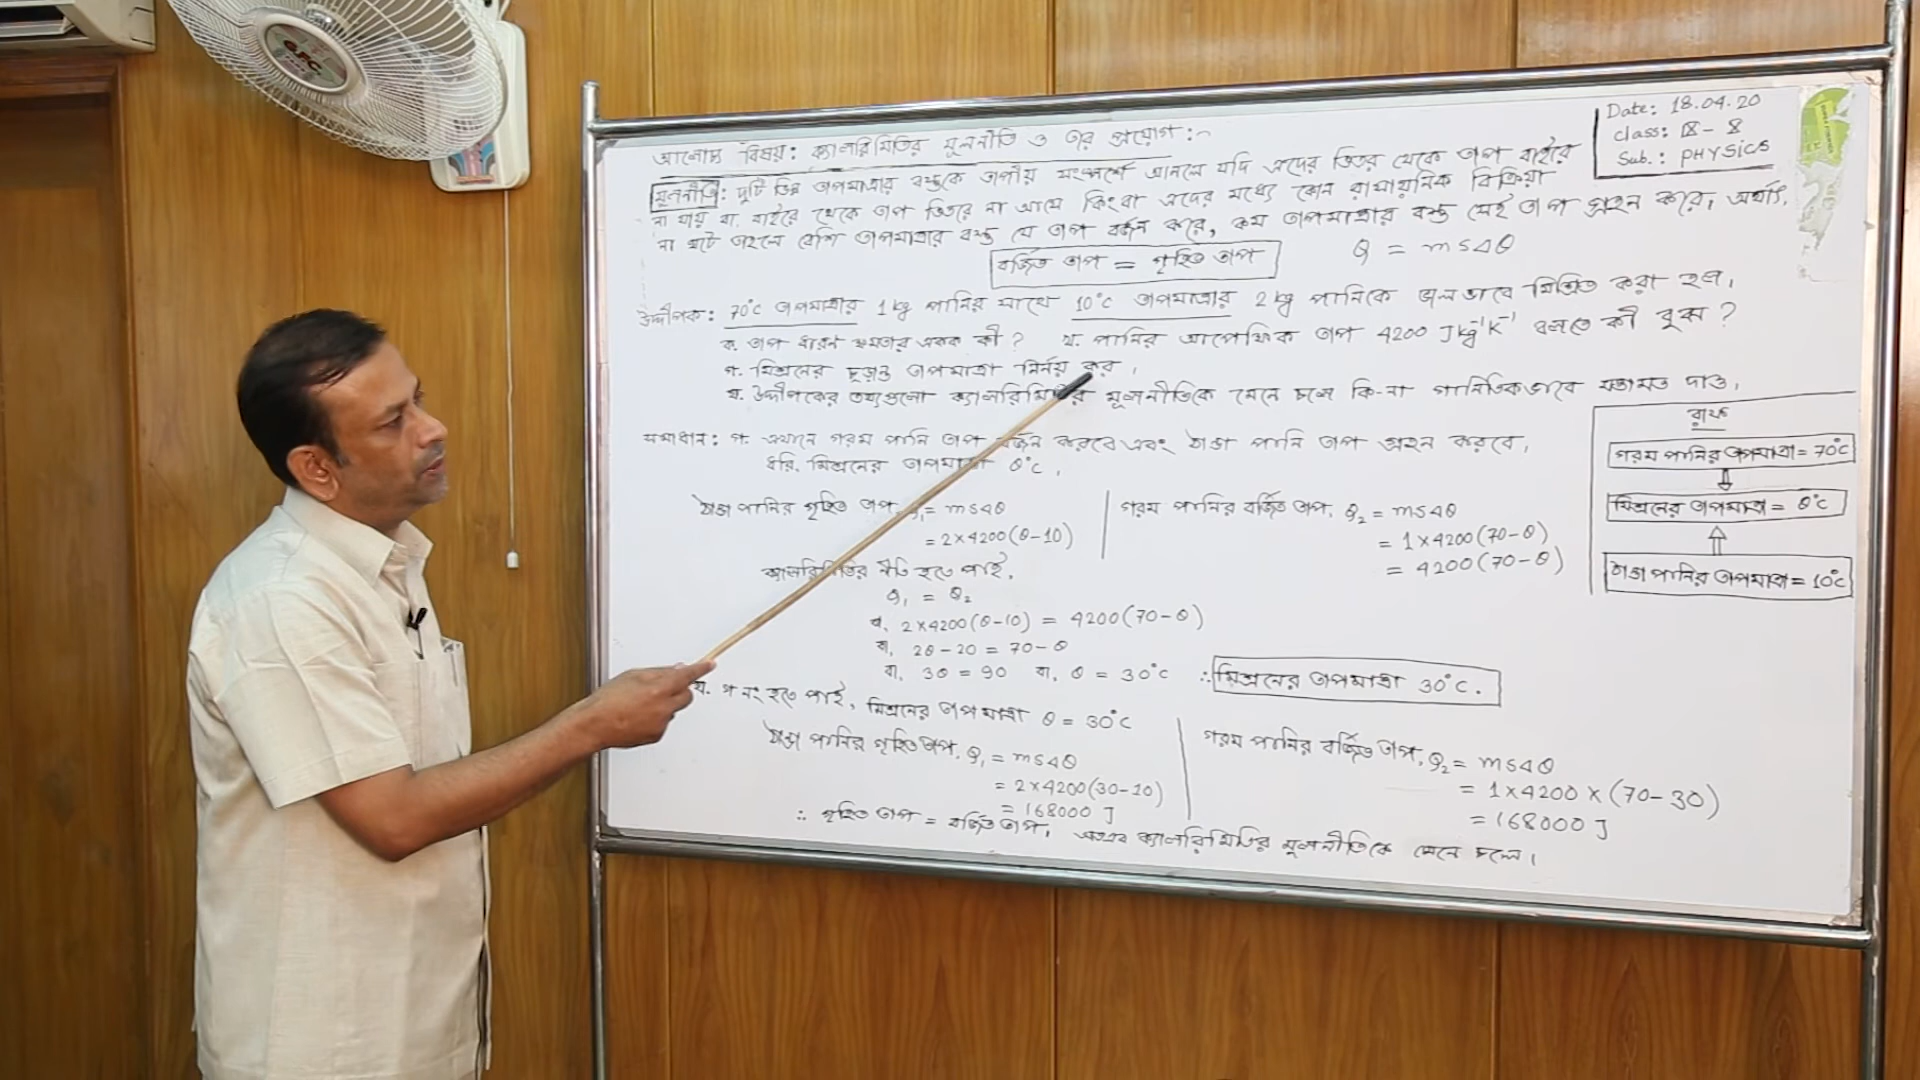 GFC
Date: 18.04.20
class: IX - X
Sub.: PHYSICS
আলোচ্য বিষয়: ক্যালরিমিতির মূলনীতি ও তার প্রয়োগ:~
মূলনীতি: দুটি ভিন্ন তাপমাত্রার বস্তুকে তাপীয় সংস্পর্শে আনলে যদি এদের ভিতর থেকে তাপ বাইরে
না যায় বা বাইরে থেকে তাপ ভিতরে না আসে কিংবা এদের মধ্যে কোন রাসায়নিক বিক্রিয়া
না ঘটে তাহলে বেশি তাপমাত্রার বস্তু যে তাপ বর্জন করে, কম তাপমাত্রার বস্তু সেই তাপ গ্রহন করে। অর্থাৎ,
বর্জিত তাপ = গৃহিত তাপ
Q = msΔθ
উদ্দীপক: 70°C তাপমাত্রার 1 kg পানির সাথে 10°C তাপমাত্রার 2 kg পানিকে ভালভাবে মিশ্রিত করা হল।
ক. তাপ ধারন ক্ষমতার একক কী? খ. পানির আপেক্ষিক তাপ 4200 Jkg⁻¹K⁻¹ বলতে কী বুঝ?
গ. মিশ্রনের চূড়ান্ত তাপমাত্রা নির্নয় কর।
ঘ. উদ্দীপকের তথ্যগুলো ক্যালরিমিতির মূলনীতিকে মেনে চলে কি-না গানিতিকভাবে মতামত দাও।
সমাধান: গ. এখানে গরম পানি তাপ বর্জন করবে এবং ঠান্ডা পানি তাপ গ্রহন করবে।
ধরি, মিশ্রনের তাপমাত্রা θ°C।
ঠান্ডা পানির গৃহিত তাপ, Q₁ = msΔθ
= 2×4200(θ-10)
গরম পানির বর্জিত তাপ, Q₂ = msΔθ
= 1×4200(70-θ)
= 4200(70-θ)
রাফ
গরম পানির তাপমাত্রা = 70°C
মিশ্রনের তাপমাত্রা = θ°C
ঠান্ডা পানির তাপমাত্রা = 10°C
ক্যালরিমিতির নীতি হতে পাই,
Q₁ = Q₂
বা, 2×4200(θ-10) = 4200(70-θ)
বা, 2θ-20 = 70-θ
বা, 3θ = 90 বা, θ = 30°C ∴ মিশ্রনের তাপমাত্রা 30°C.
ঘ. গ নং হতে পাই, মিশ্রনের তাপমাত্রা θ = 30°C
ঠান্ডা পানির গৃহিত তাপ, Q₁ = msΔθ
= 2×4200(30-10)
= 168000 J
গরম পানির বর্জিত তাপ, Q₂ = msΔθ
= 1×4200×(70-30)
= 168000 J
∴ গৃহিত তাপ = বর্জিত তাপ। অতএব ক্যালরিমিতির মূলনীতিকে মেনে চলে।